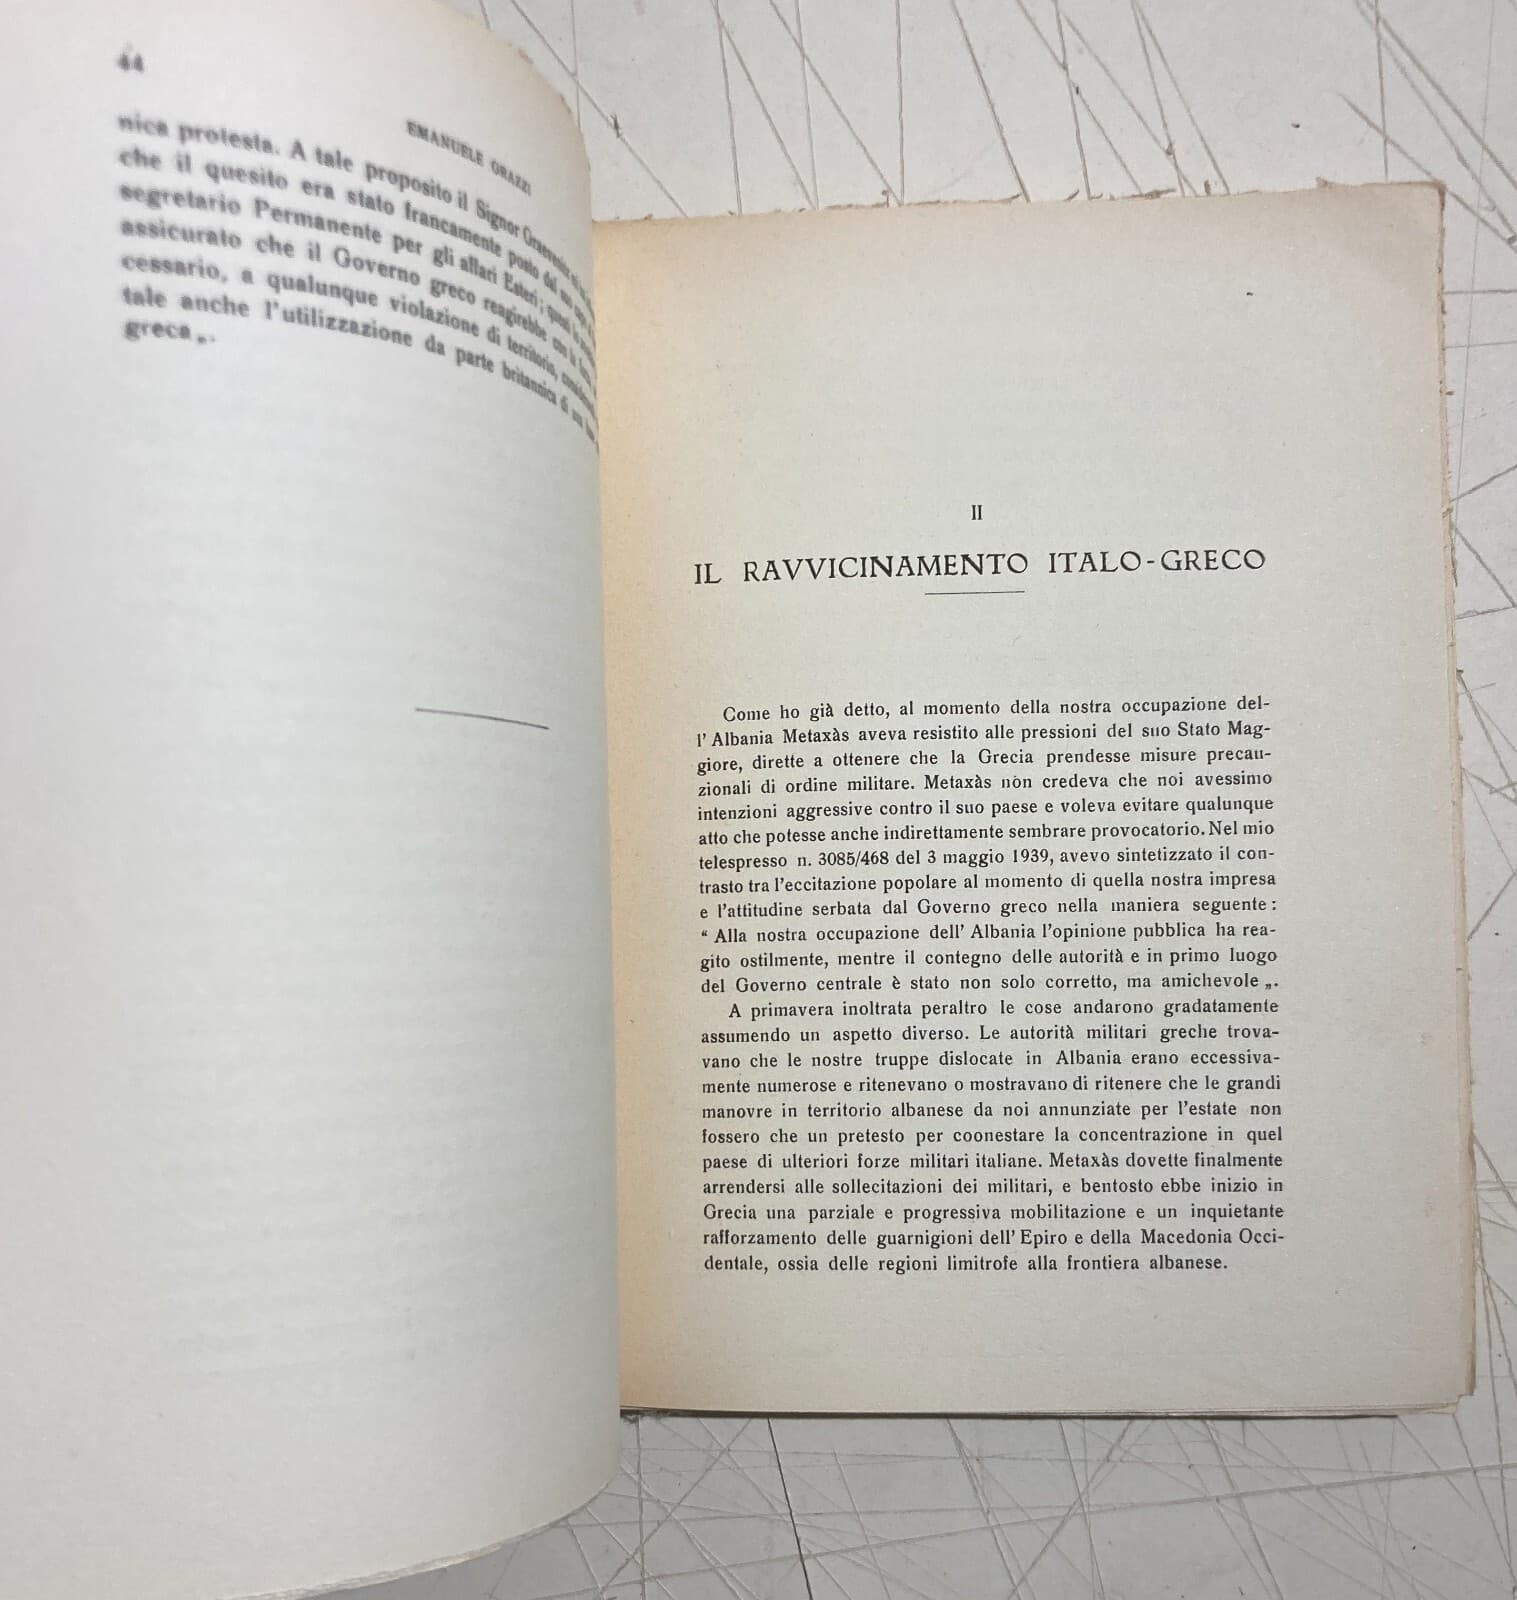 44
EMANUELE GRAZZI
nica protesta. A tale proposito il Signor
che il quesito era stato francamente posto dal suo
segretario Permanente per gli affari Esteri; questi
assicurato che il Governo greco reagirebbe con la
cessario, a qualunque violazione di territorio,
tale anche l'utilizzazione da parte britannica di
greca„.
II
IL RAVVICINAMENTO ITALO-GRECO
Come ho già detto, al momento della nostra occupazione del-
l' Albania Metaxàs aveva resistito alle pressioni del suo Stato Mag-
giore, dirette a ottenere che la Grecia prendesse misure precau-
zionali di ordine militare. Metaxàs non credeva che noi avessimo
intenzioni aggressive contro il suo paese e voleva evitare qualunque
atto che potesse anche indirettamente sembrare provocatorio. Nel mio
telespresso n. 3085/468 del 3 maggio 1939, avevo sintetizzato il con-
trasto tra l'eccitazione popolare al momento di quella nostra impresa
e l'attitudine serbata dal Governo greco nella maniera seguente :
“ Alla nostra occupazione dell' Albania l'opinione pubblica ha rea-
gito ostilmente, mentre il contegno delle autorità e in primo luogo
del Governo centrale è stato non solo corretto, ma amichevole „.
A primavera inoltrata peraltro le cose andarono gradatamente
assumendo un aspetto diverso. Le autorità militari greche trova-
vano che le nostre truppe dislocate in Albania erano eccessiva-
mente numerose e ritenevano o mostravano di ritenere che le grandi
manovre in territorio albanese da noi annunziate per l'estate non
fossero che un pretesto per coonestare la concentrazione in quel
paese di ulteriori forze militari italiane. Metaxàs dovette finalmente
arrendersi alle sollecitazioni dei militari, e bentosto ebbe inizio in
Grecia una parziale e progressiva mobilitazione e un inquietante
rafforzamento delle guarnigioni dell' Epiro e della Macedonia Occi-
dentale, ossia delle regioni limitrofe alla frontiera albanese.